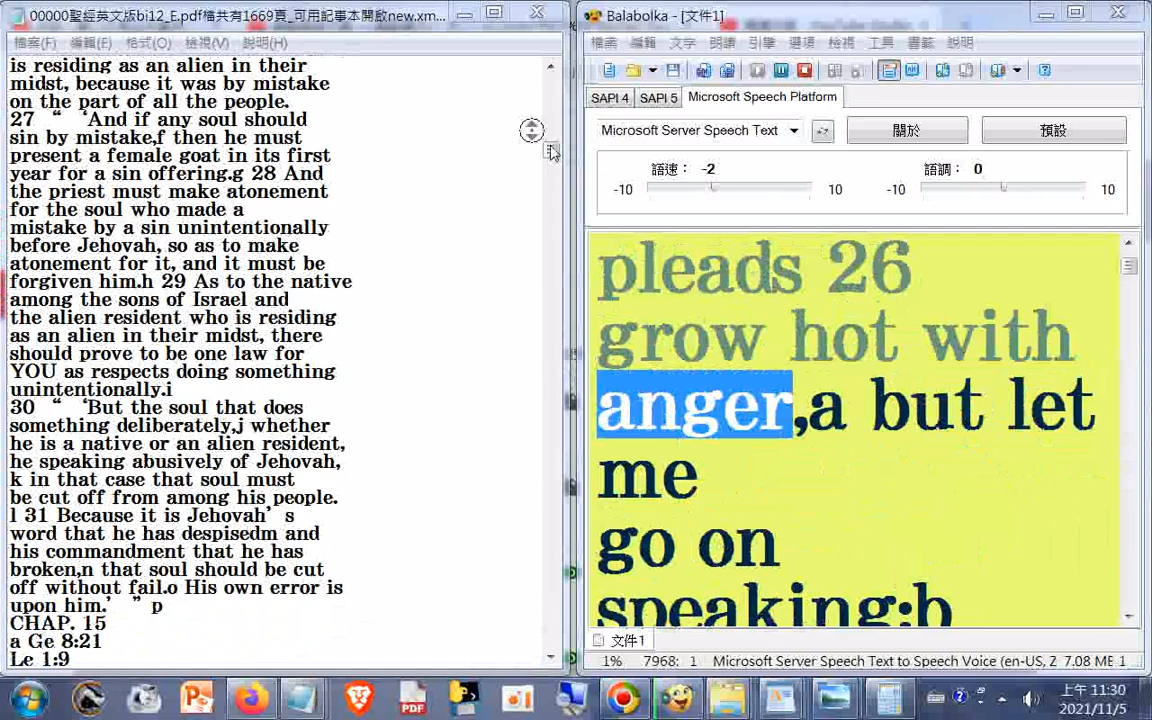 00000聖經英文版bi12_E.pdf檔共有1669頁_可用記事本開啟new.xm...
檔案(F) 編輯(E) 格式(O) 檢視(V) 說明(H)
is residing as an alien in their
midst, because it was by mistake
on the part of all the people.
27 “ ‘And if any soul should
sin by mistake,f then he must
present a female goat in its first
year for a sin offering.g 28 And
the priest must make atonement
for the soul who made a
mistake by a sin unintentionally
before Jehovah, so as to make
atonement for it, and it must be
forgiven him.h 29 As to the native
among the sons of Israel and
the alien resident who is residing
as an alien in their midst, there
should prove to be one law for
YOU as respects doing something
unintentionally.i
30 “ ‘But the soul that does
something deliberately,j whether
he is a native or an alien resident,
he speaking abusively of Jehovah,
k in that case that soul must
be cut off from among his people.
l 31 Because it is Jehovah’s
word that he has despisedm and
his commandment that he has
broken,n that soul should be cut
off without fail.o His own error is
upon him.’ ” p
CHAP. 15
a Ge 8:21
Le 1:9
Balabolka - [文件1]
檔案 編輯 文字 朗讀 引擎 選項 檢視 工具 書籤 說明
SAPI 4 SAPI 5 Microsoft Speech Platform
Microsoft Server Speech Text 關於 預設
語速： -2 語調： 0
-10 10 -10 10
pleads 26
grow hot with
anger,a but let
me
go on
speaking:b
文件1
1% 7968: 1 Microsoft Server Speech Text to Speech Voice (en-US, 2 7.08 ME 1
PDF
上午 11:30
2021/11/5